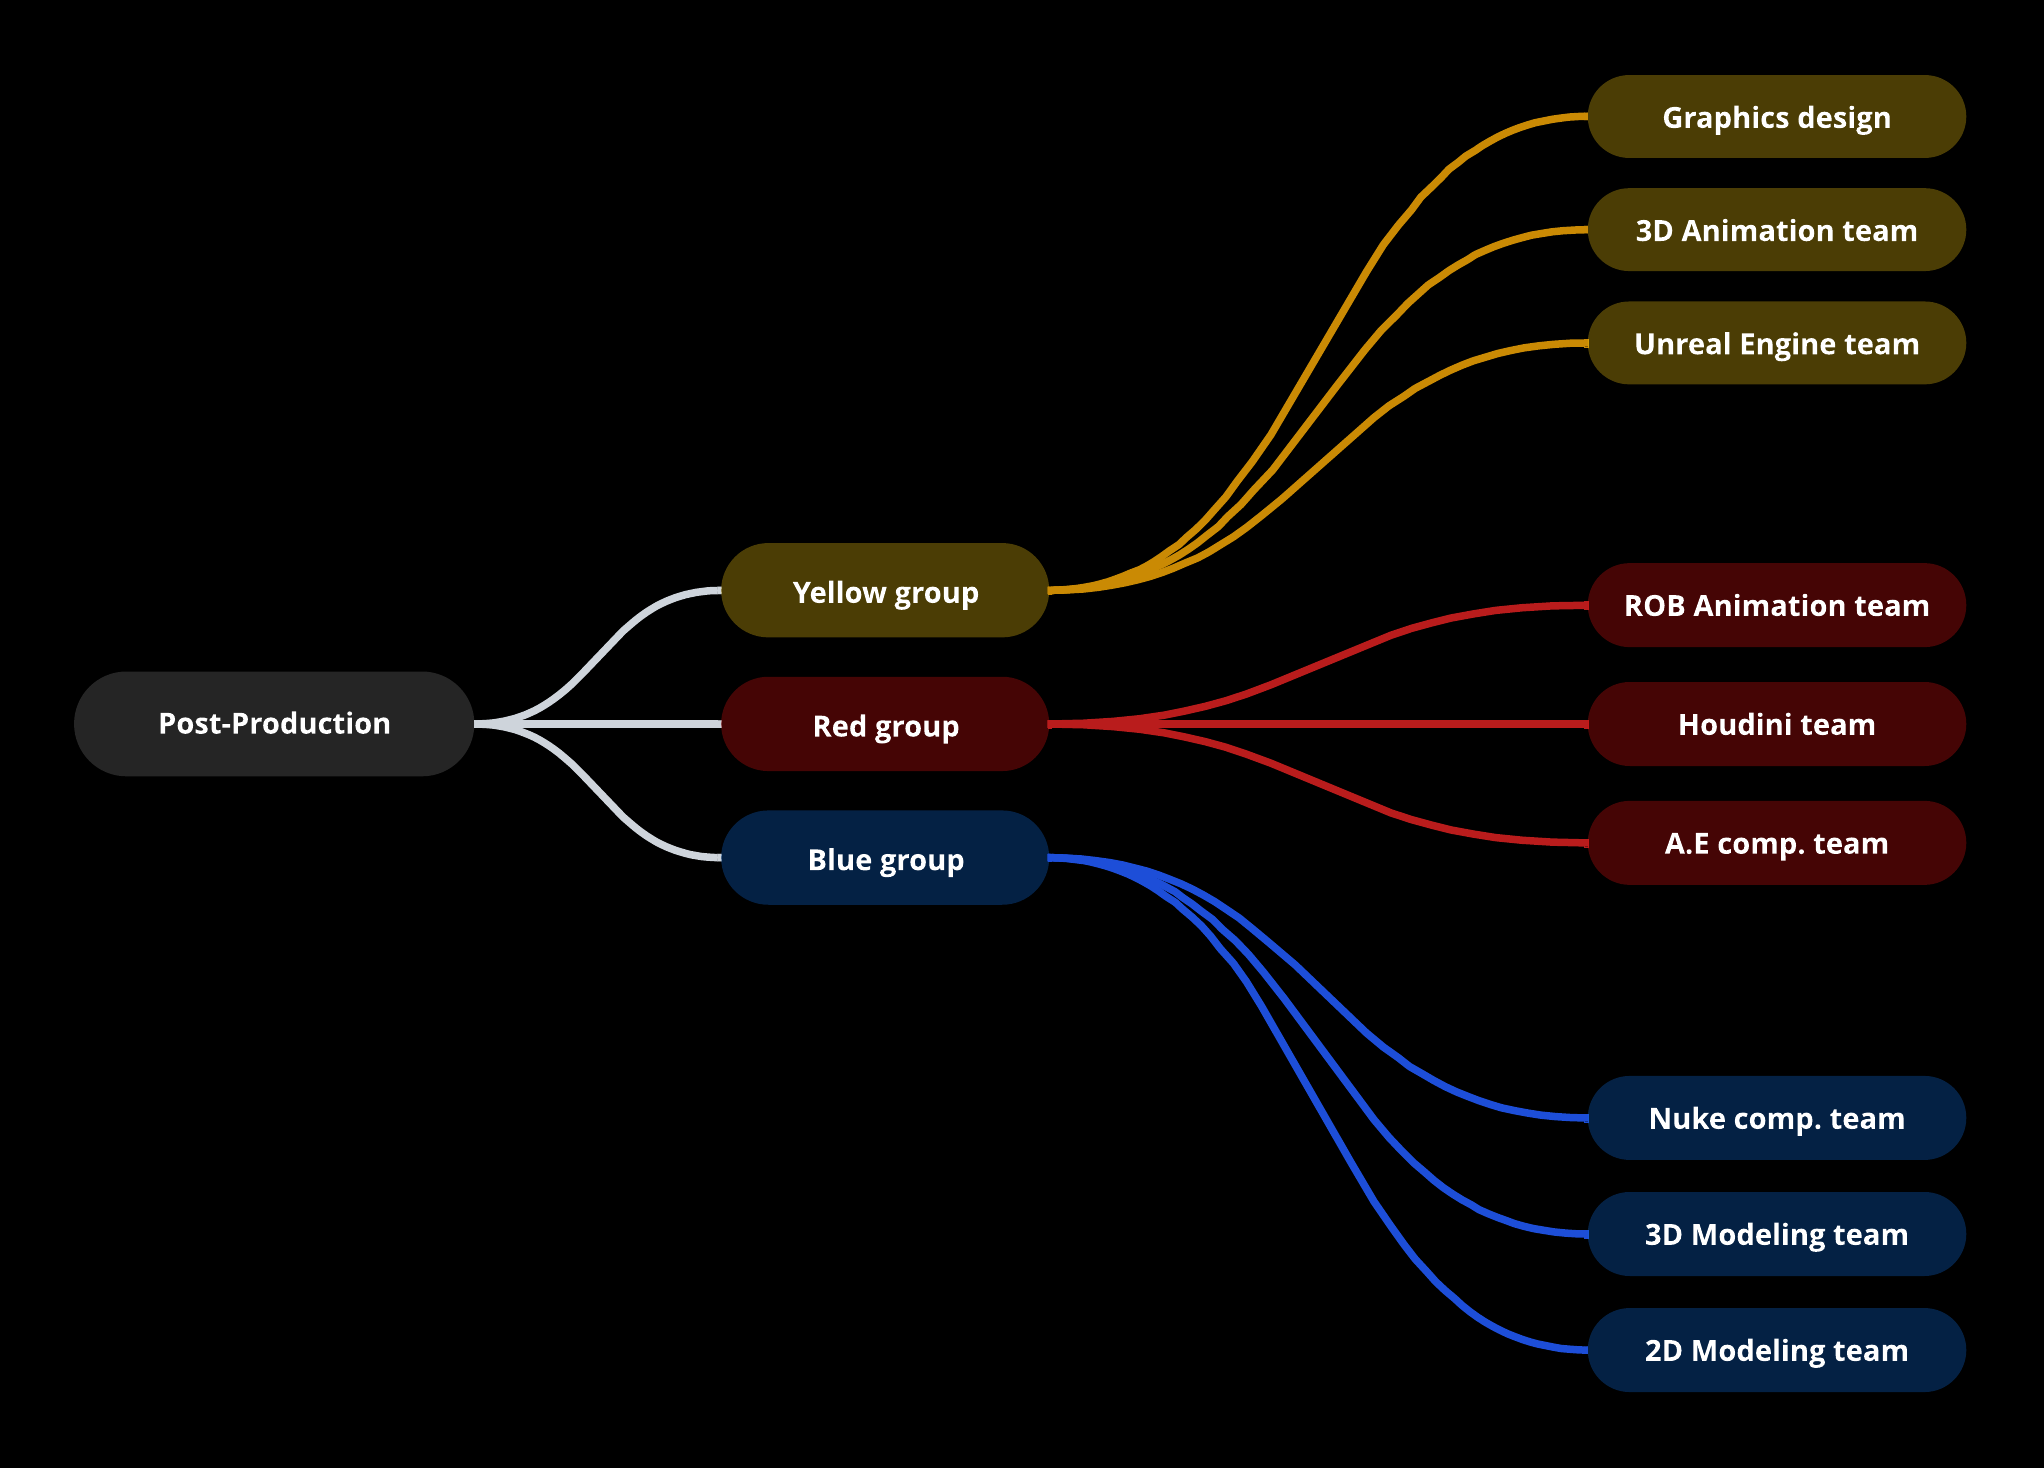 Post-Production
Yellow group
Red group
Blue group
Graphics design
3D Animation team
Unreal Engine team
ROB Animation team
Houdini team
A.E comp. team
Nuke comp. team
3D Modeling team
2D Modeling team